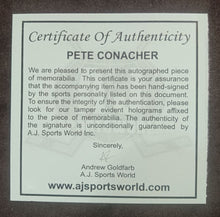 Certificate Of Authenticity
PETE CONACHER
We are pleased to present this autographed piece
of memorabilia. This certificate is your assurance
that the accompanying item has been hand-signed
by the sports personality listed on this document.
To ensure the integrity of the authentication, please
look for our tamper evident holograms affixed
to the piece of memorabilia. The authenticity
of the signature is unconditionally guaranteed by
A.J. Sports World Inc.
Sincerely,
Andrew Goldfarb
A.J. Sports World
www.ajsportsworld.com